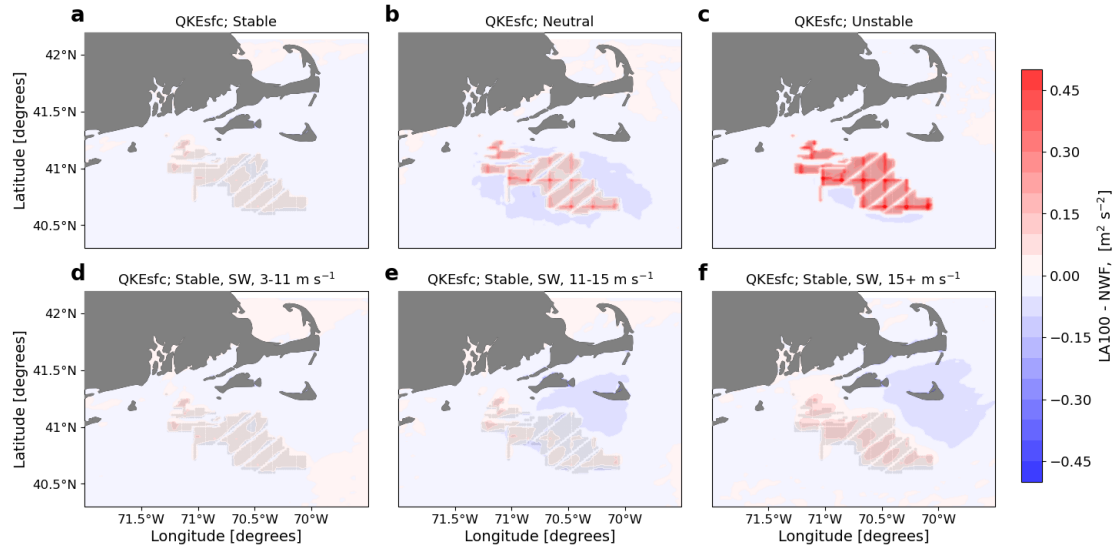 a QKEsfc; Stable
b QKEsfc; Neutral
c QKEsfc; Unstable
Latitude [degrees]
42°N
41.5°N
41°N
40.5°N
d QKEsfc; Stable, SW, 3-11 m s⁻¹
e QKEsfc; Stable, SW, 11-15 m s⁻¹
f QKEsfc; Stable, SW, 15+ m s⁻¹
Latitude [degrees]
42°N
41.5°N
41°N
40.5°N
71.5°W 71°W 70.5°W 70°W
71.5°W 71°W 70.5°W 70°W
71.5°W 71°W 70.5°W 70°W
Longitude [degrees]
Longitude [degrees]
Longitude [degrees]
0.45
0.30
0.15
0.00
−0.15
−0.30
−0.45
LA100 - NWF, [m² s⁻²]